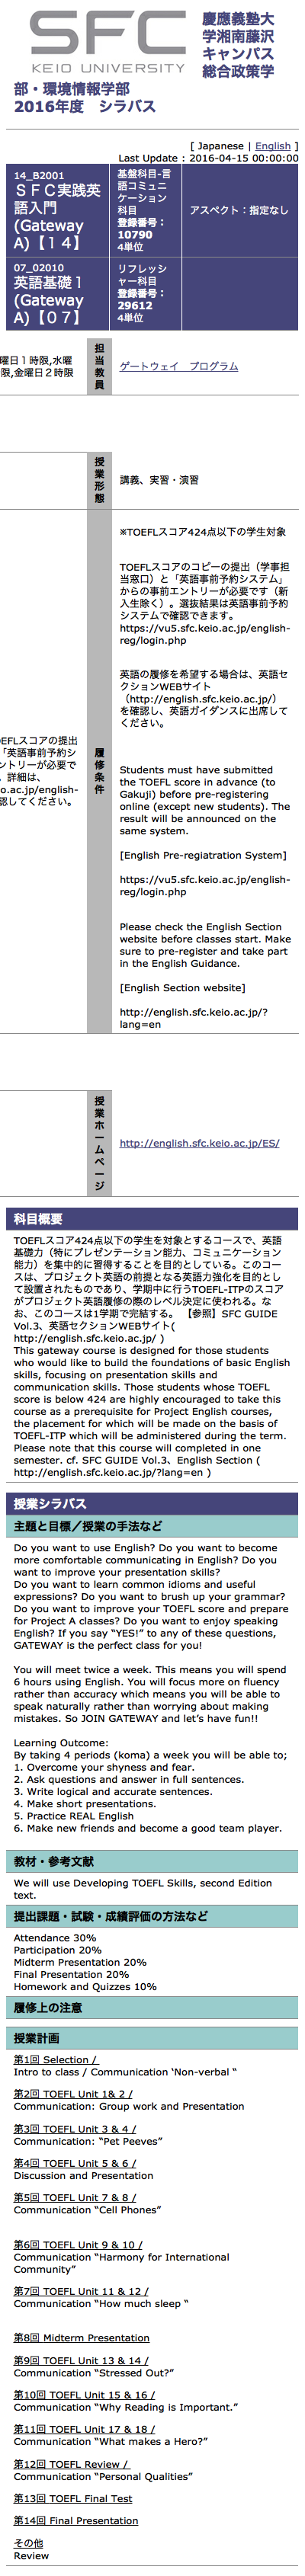 SFC
KEIO UNIVERSITY
慶應義塾大
学湘南藤沢
キャンパス
総合政策学
部・環境情報学部
2016年度　シラバス
[ Japanese | English ]
Last Update : 2016-04-15 00:00:00
14_B2001
ＳＦＣ実践英
語入門
(Gateway
A)【１４】
基盤科目-言
語コミュニ
ケーション
科目
登録番号：
10790
4単位
アスペクト：指定なし
07_02010
英語基礎１
(Gateway
A)【０７】
リフレッシ
ャー科目
登録番号：
29612
4単位
曜日１時限,水曜
限,金曜日２時限
担当教員
ゲートウェイ　プログラム
授業形態
講義、実習・演習
EFLスコアの提出
「英語事前予約シ
ントリーが必要で
。詳細は、
o.ac.jp/english-
認してください。
履修条件
※TOEFLスコア424点以下の学生対象
TOEFLスコアのコピーの提出（学事担
当窓口）と「英語事前予約システム」
からの事前エントリーが必要です（新
入生除く）。選抜結果は英語事前予約
システムで確認できます。
https://vu5.sfc.keio.ac.jp/english-
reg/login.php
英語の履修を希望する場合は、英語セ
クションWEBサイト
（http://english.sfc.keio.ac.jp/）
を確認し、英語ガイダンスに出席して
ください。
Students must have submitted
the TOEFL score in advance (to
Gakuji) before pre-registering
online (except new students). The
result will be announced on the
same system.
[English Pre-regiatration System]
https://vu5.sfc.keio.ac.jp/english-
reg/login.php
Please check the English Section
website before classes start. Make
sure to pre-register and take part
in the English Guidance.
[English Section website]
http://english.sfc.keio.ac.jp/?
lang=en
授業ホームページ
http://english.sfc.keio.ac.jp/ES/
科目概要
TOEFLスコア424点以下の学生を対象とするコースで、英語
基礎力（特にプレゼンテーション能力、コミュニケーション
能力）を集中的に習得することを目的としている。このコー
スは、プロジェクト英語の前提となる英語力強化を目的とし
て設置されたものであり、学期中に行うTOEFL-ITPのスコア
がプロジェクト英語履修の際のレベル決定に使われる。な
お、このコースは1学期で完結する。 【参照】SFC GUIDE
Vol.3、英語セクションWEBサイト(
http://english.sfc.keio.ac.jp/ )
This gateway course is designed for those students
who would like to build the foundations of basic English
skills, focusing on presentation skills and
communication skills. Those students whose TOEFL
score is below 424 are highly encouraged to take this
course as a prerequisite for Project English courses,
the placement for which will be made on the basis of
TOEFL-ITP which will be administered during the term.
Please note that this course will completed in one
semester. cf. SFC GUIDE Vol.3、English Section (
http://english.sfc.keio.ac.jp/?lang=en )
授業シラバス
主題と目標／授業の手法など
Do you want to use English? Do you want to become
more comfortable communicating in English? Do you
want to improve your presentation skills?
Do you want to learn common idioms and useful
expressions? Do you want to brush up your grammar?
Do you want to improve your TOEFL score and prepare
for Project A classes? Do you want to enjoy speaking
English? If you say “YES!” to any of these questions,
GATEWAY is the perfect class for you!
You will meet twice a week. This means you will spend
6 hours using English. You will focus more on fluency
rather than accuracy which means you will be able to
speak naturally rather than worrying about making
mistakes. So JOIN GATEWAY and let’s have fun!!
Learning Outcome:
By taking 4 periods (koma) a week you will be able to;
1. Overcome your shyness and fear.
2. Ask questions and answer in full sentences.
3. Write logical and accurate sentences.
4. Make short presentations.
5. Practice REAL English
6. Make new friends and become a good team player.
教材・参考文献
We will use Developing TOEFL Skills, second Edition
text.
提出課題・試験・成績評価の方法など
Attendance 30%
Participation 20%
Midterm Presentation 20%
Final Presentation 20%
Homework and Quizzes 10%
履修上の注意
授業計画
第1回 Selection /
Intro to class / Communication ‘Non-verbal “
第2回 TOEFL Unit 1& 2 /
Communication: Group work and Presentation
第3回 TOEFL Unit 3 & 4 /
Communication: “Pet Peeves”
第4回 TOEFL Unit 5 & 6 /
Discussion and Presentation
第5回 TOEFL Unit 7 & 8 /
Communication “Cell Phones”
第6回 TOEFL Unit 9 & 10 /
Communication “Harmony for International
Community”
第7回 TOEFL Unit 11 & 12 /
Communication “How much sleep “
第8回 Midterm Presentation
第9回 TOEFL Unit 13 & 14 /
Communication “Stressed Out?”
第10回 TOEFL Unit 15 & 16 /
Communication “Why Reading is Important.”
第11回 TOEFL Unit 17 & 18 /
Communication “What makes a Hero?”
第12回 TOEFL Review /
Communication “Personal Qualities”
第13回 TOEFL Final Test
第14回 Final Presentation
その他
Review